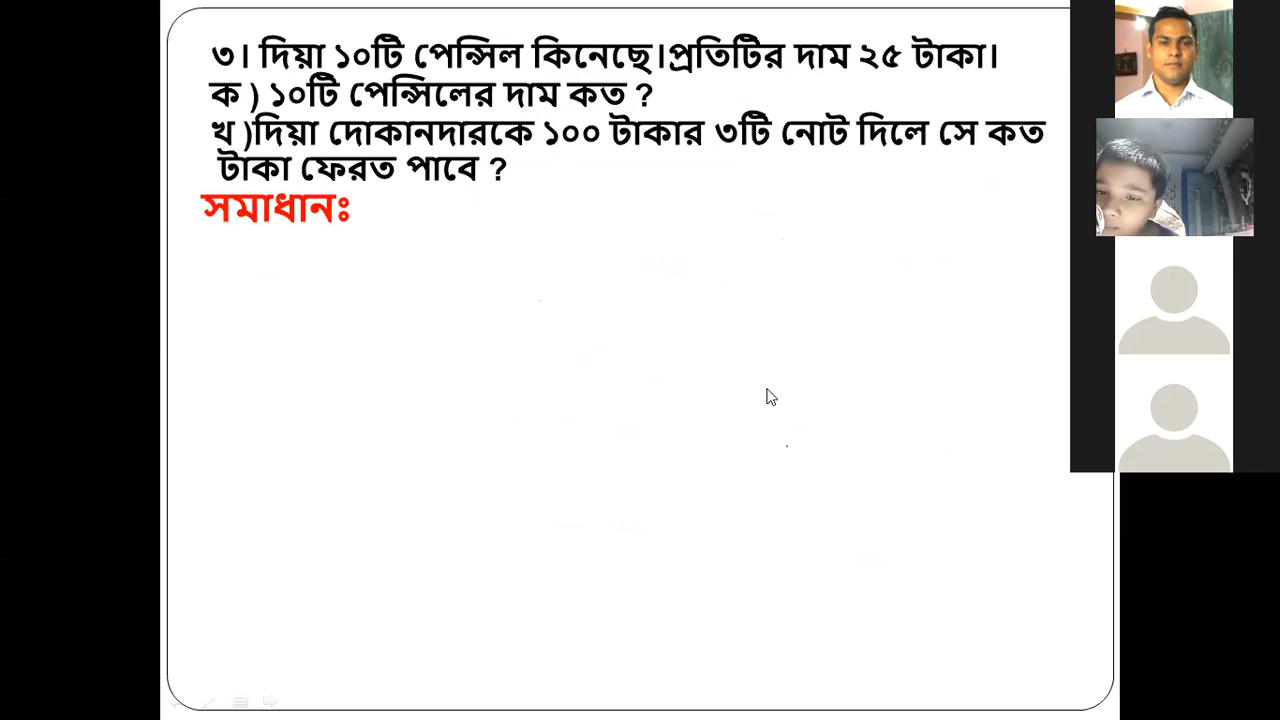 ৩। দিয়া ১০টি পেন্সিল কিনেছে।প্রতিটির দাম ২৫ টাকা।
ক ) ১০টি পেন্সিলের দাম কত ?
খ )দিয়া দোকানদারকে ১০০ টাকার ৩টি নোট দিলে সে কত
টাকা ফেরত পাবে ?
সমাধানঃ